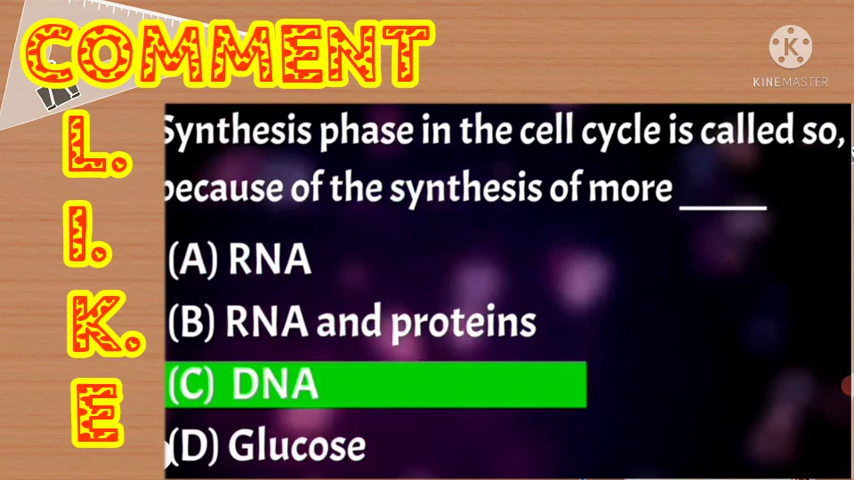 COMMENT
KINEMASTER
L.
I.
K.
E
Synthesis phase in the cell cycle is called so,
because of the synthesis of more _____
(A) RNA
(B) RNA and proteins
(C) DNA
(D) Glucose